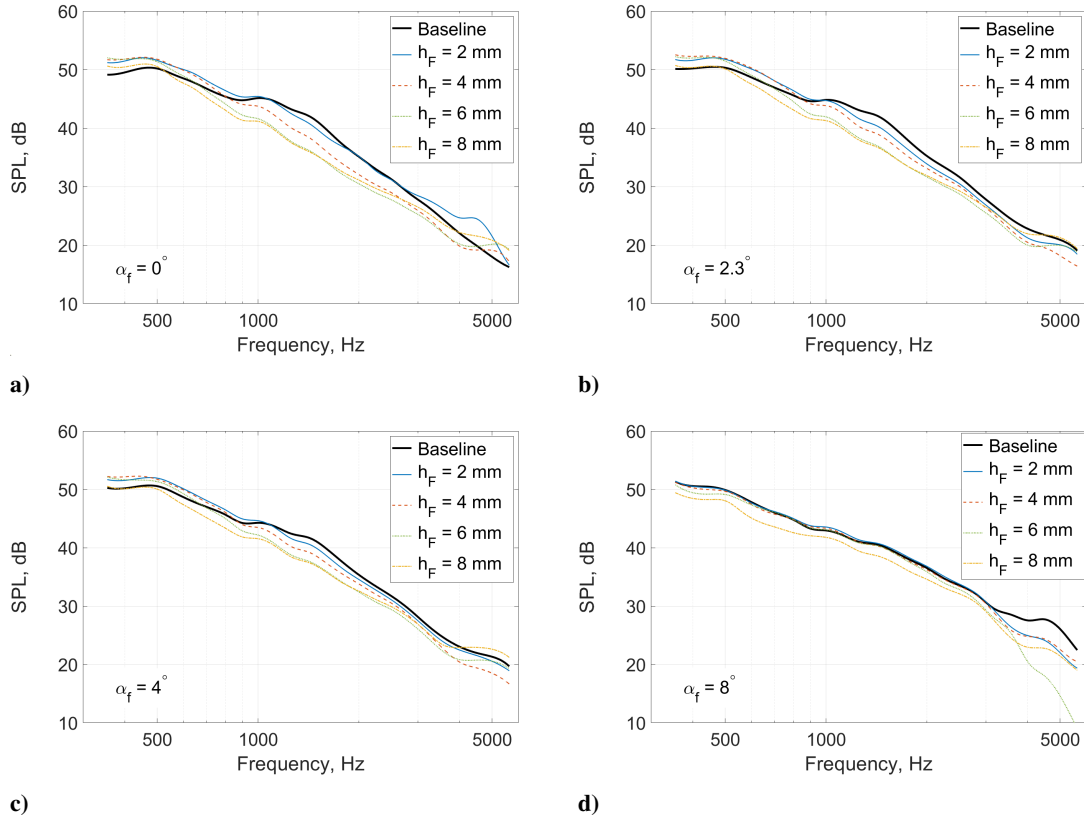 60
50
40
30
20
10
SPL, dB
500
1000
5000
Frequency, Hz
Baseline
h_F = 2 mm
h_F = 4 mm
h_F = 6 mm
h_F = 8 mm
α_f = 0°
a)
60
50
40
30
20
10
SPL, dB
500
1000
5000
Frequency, Hz
Baseline
h_F = 2 mm
h_F = 4 mm
h_F = 6 mm
h_F = 8 mm
α_f = 2.3°
b)
60
50
40
30
20
10
SPL, dB
500
1000
5000
Frequency, Hz
Baseline
h_F = 2 mm
h_F = 4 mm
h_F = 6 mm
h_F = 8 mm
α_f = 4°
c)
60
50
40
30
20
10
SPL, dB
500
1000
5000
Frequency, Hz
Baseline
h_F = 2 mm
h_F = 4 mm
h_F = 6 mm
h_F = 8 mm
α_f = 8°
d)